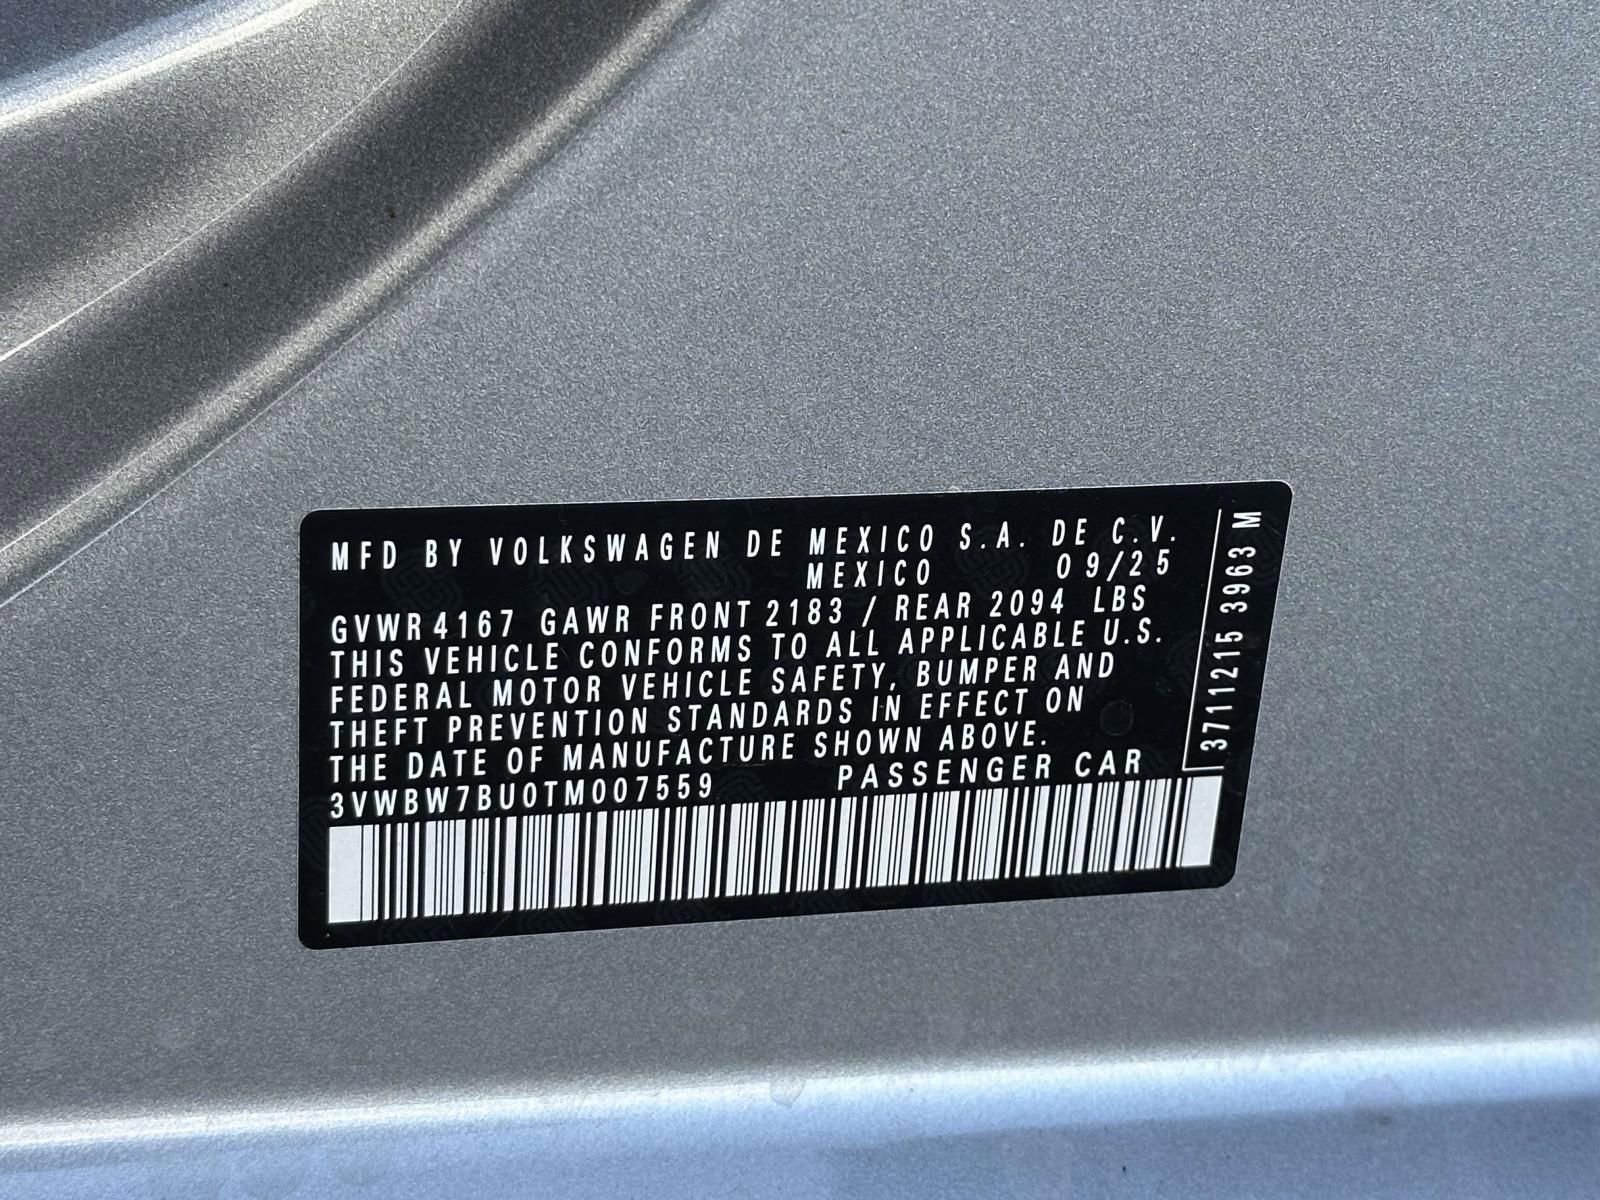 MFD BY VOLKSWAGEN DE MEXICO S.A. DE C.V.
MEXICO 09/25
GVWR 4167 GAWR FRONT 2183 / REAR 2094 LBS
THIS VEHICLE CONFORMS TO ALL APPLICABLE U.S.
FEDERAL MOTOR VEHICLE SAFETY, BUMPER AND
THEFT PREVENTION STANDARDS IN EFFECT ON
THE DATE OF MANUFACTURE SHOWN ABOVE.
3VWBW7BU0TM007559 PASSENGER CAR
3711215 3963 M